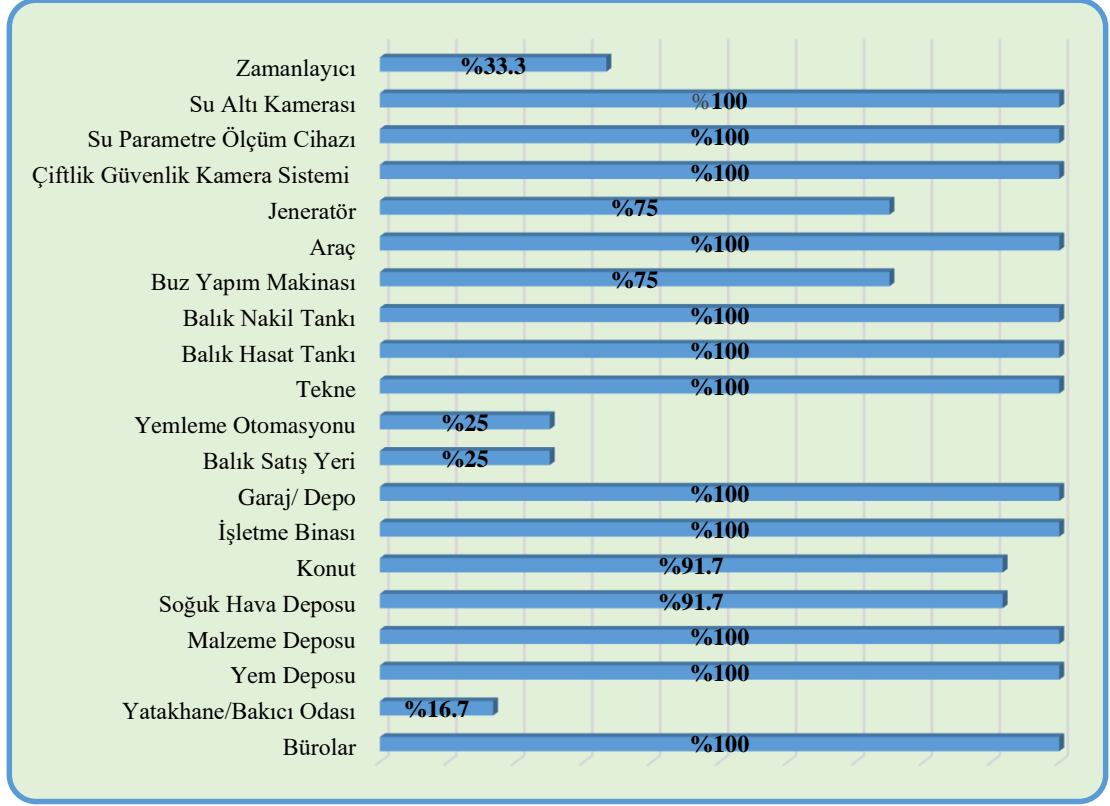 Zamanlayıcı %33.3
Su Altı Kamerası %100
Su Parametre Ölçüm Cihazı %100
Çiftlik Güvenlik Kamera Sistemi %100
Jeneratör %75
Araç %100
Buz Yapım Makinası %75
Balık Nakil Tankı %100
Balık Hasat Tankı %100
Tekne %100
Yemleme Otomasyonu %25
Balık Satış Yeri %25
Garaj/ Depo %100
İşletme Binası %100
Konut %91.7
Soğuk Hava Deposu %91.7
Malzeme Deposu %100
Yem Deposu %100
Yatakhane/Bakıcı Odası %16.7
Bürolar %100